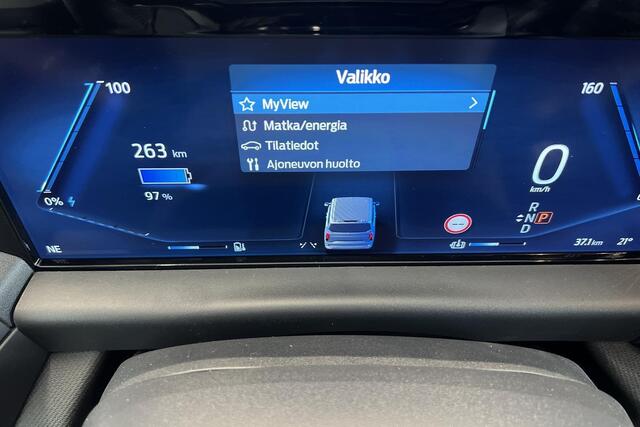 Valikko
MyView
Matka/energia
Tilatiedot
Ajoneuvon huolto
100
263 km
97 %
0% 
NE
160
0
km/h
R
N P
D
37.1 km 21°